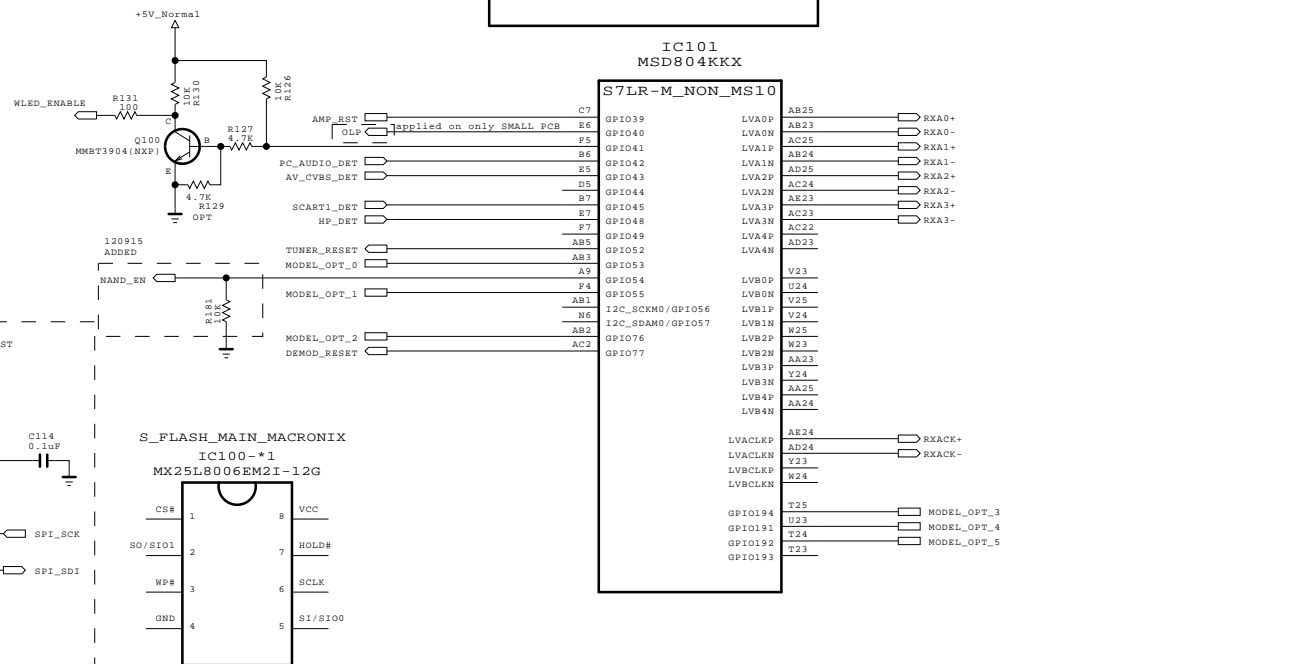 +5V_Normal
IC101
MSD804KKX
S7LR-M_NON_MS10
10K
R130
10K
R126
WLED_ENABLE
R131
100
C
Q100
MMBT3904(NXP)
B
E
R127
4.7K
4.7K
R129
OPT
AMP_RST
OLP
applied on only SMALL PCB
PC_AUDIO_DET
AV_CVBS_DET
SCART1_DET
HP_DET
TUNER_RESET
MODEL_OPT_0
MODEL_OPT_1
MODEL_OPT_2
DEMOD_RESET
120915
ADDED
NAND_EN
R181
10K
C7 GPIO39
E6 GPIO40
F5 GPIO41
B6 GPIO42
E5 GPIO43
D5 GPIO44
B7 GPIO45
E7 GPIO48
F7 GPIO49
AB5 GPIO52
AB3 GPIO53
A9 GPIO54
F4 GPIO55
AB1 I2C_SCKM0/GPIO56
N6 I2C_SDAM0/GPIO57
AB2 GPIO76
AC2 GPIO77
LVA0P AB25 RXA0+
LVA0N AB23 RXA0-
LVA1P AC25 RXA1+
LVA1N AB24 RXA1-
LVA2P AD25 RXA2+
LVA2N AC24 RXA2-
LVA3P AE23 RXA3+
LVA3N AC23 RXA3-
LVA4P AC22
LVA4N AD23
LVB0P V23
LVB0N U24
LVB1P V25
LVB1N V24
LVB2P W25
LVB2N W23
LVB3P AA23
LVB3N Y24
LVB4P AA25
LVB4N AA24
LVACLKP AE24 RXACK+
LVACLKN AD24 RXACK-
LVBCLKP Y23
LVBCLKN W24
GPIO194 T25 MODEL_OPT_3
GPIO191 U23 MODEL_OPT_4
GPIO192 T24 MODEL_OPT_5
GPIO193 T23
ST
C114
0.1uF
SPI_SCK
SPI_SDI
S_FLASH_MAIN_MACRONIX
IC100-*1
MX25L8006EM2I-12G
CS# 1 8 VCC
SO/SIO1 2 7 HOLD#
WP# 3 6 SCLK
GND 4 5 SI/SIO0